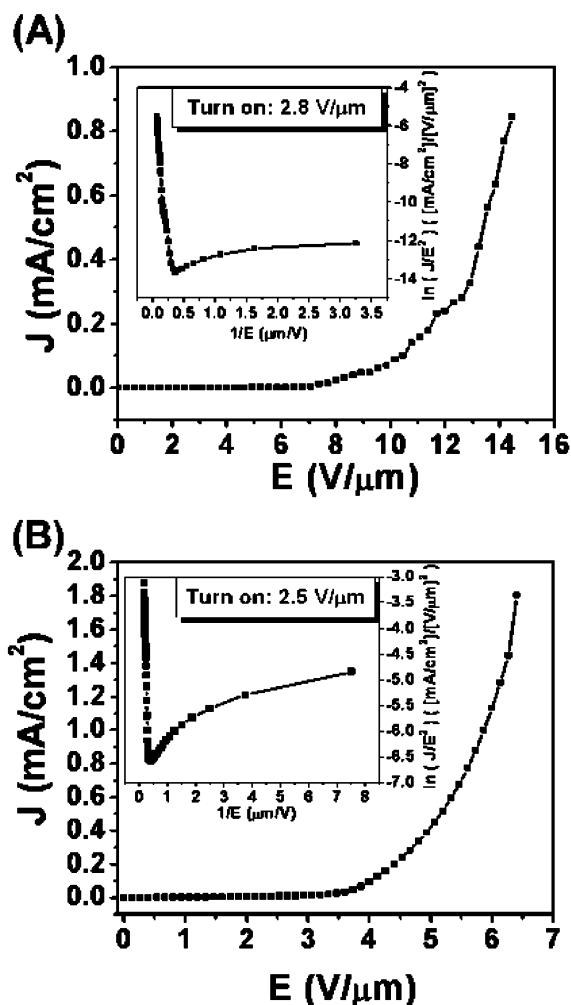 (A)
1.0
0.8
0.6
0.4
0.2
0.0
J (mA/cm²)
Turn on: 2.8 V/μm
-4
-6
-8
-10
-12
-14
ln ( J/E² ) ( [mA/cm²)/[V/μm]²)
0.0 0.5 1.0 1.5 2.0 2.5 3.0 3.5
1/E (μm/V)
0 2 4 6 8 10 12 14 16
E (V/μm)
(B)
2.0
1.8
1.6
1.4
1.2
1.0
0.8
0.6
0.4
0.2
0.0
J (mA/cm²)
Turn on: 2.5 V/μm
-3.0
-3.5
-4.0
-4.5
-5.0
-5.5
-6.0
-6.5
-7.0
ln ( J/E² ) ( [mA/cm²)/[V/μm]²)
0 1 2 3 4 5 6 7 8
1/E (μm/V)
0 1 2 3 4 5 6 7
E (V/μm)